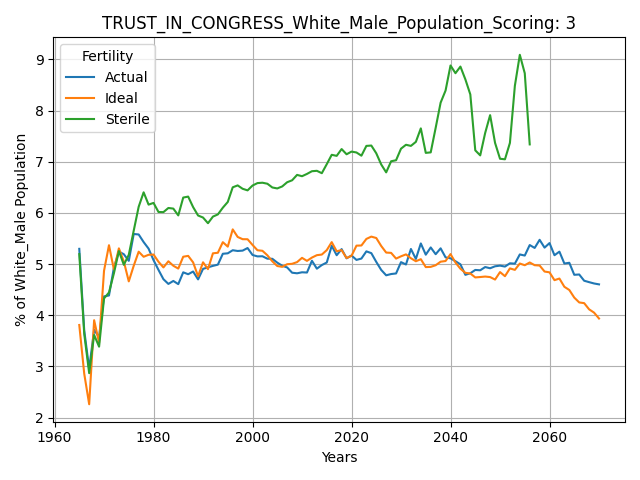 TRUST_IN_CONGRESS_White_Male_Population_Scoring: 3
Fertility
Actual
Ideal
Sterile
% of White_Male Population
9
8
7
6
5
4
3
2
1960
1980
2000
2020
2040
2060
Years